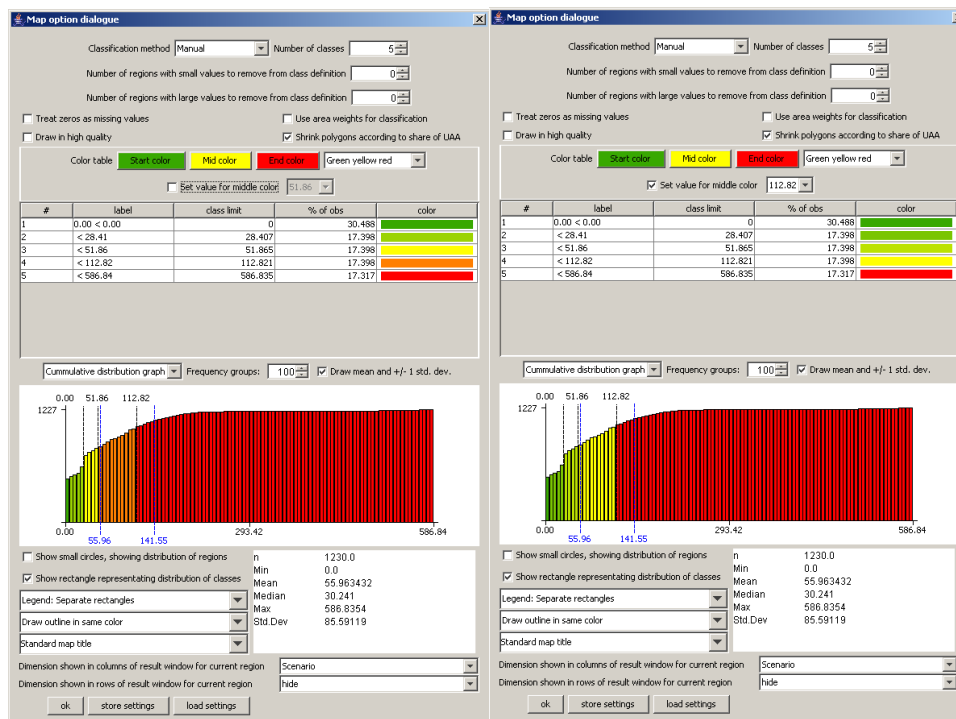 Map option dialogue
Classification method Manual Number of classes 5
Number of regions with small values to remove from class definition 0
Number of regions with large values to remove from class definition 0
Treat zeros as missing values Use area weights for classification
Draw in high quality Shrink polygons according to share of UAA
Color table Start color Mid color End color Green yellow red
Set value for middle color 51.86
# label class limit % of obs color
1 0.00 < 0.00 0 30.488
2 < 28.41 28.407 17.398
3 < 51.86 51.865 17.398
4 < 112.82 112.821 17.398
5 < 586.84 586.835 17.317
Cummulative distribution graph Frequency groups: 100 Draw mean and +/- 1 std. dev.
0.00 51.86 112.82
1227
0.00 293.42 586.84
55.96 141.55
Show small circles, showing distribution of regions
Show rectangle representating distribution of classes
Legend: Separate rectangles
Draw outline in same color
Standard map title
n 1230.0
Min 0.0
Mean 55.963432
Median 30.241
Max 586.8354
Std.Dev 85.59119
Dimension shown in columns of result window for current region Scenario
Dimension shown in rows of result window for current region hide
ok store settings load settings
Map option dialogue
Classification method Manual Number of classes 5
Number of regions with small values to remove from class definition 0
Number of regions with large values to remove from class definition 0
Treat zeros as missing values Use area weights for classification
Draw in high quality Shrink polygons according to share of UAA
Color table Start color Mid color End color Green yellow red
Set value for middle color 112.82
# label class limit % of obs color
1 0.00 < 0.00 0 30.488
2 < 28.41 28.407 17.398
3 < 51.86 51.865 17.398
4 < 112.82 112.821 17.398
5 < 586.84 586.835 17.317
Cummulative distribution graph Frequency groups: 100 Draw mean and +/- 1 std. dev.
0.00 51.86 112.82
1227
0.00 293.42 586.84
55.96 141.55
Show small circles, showing distribution of regions
Show rectangle representating distribution of classes
Legend: Separate rectangles
Draw outline in same color
Standard map title
n 1230.0
Min 0.0
Mean 55.963432
Median 30.241
Max 586.8354
Std.Dev 85.59119
Dimension shown in columns of result window for current region Scenario
Dimension shown in rows of result window for current region hide
ok store settings load settings